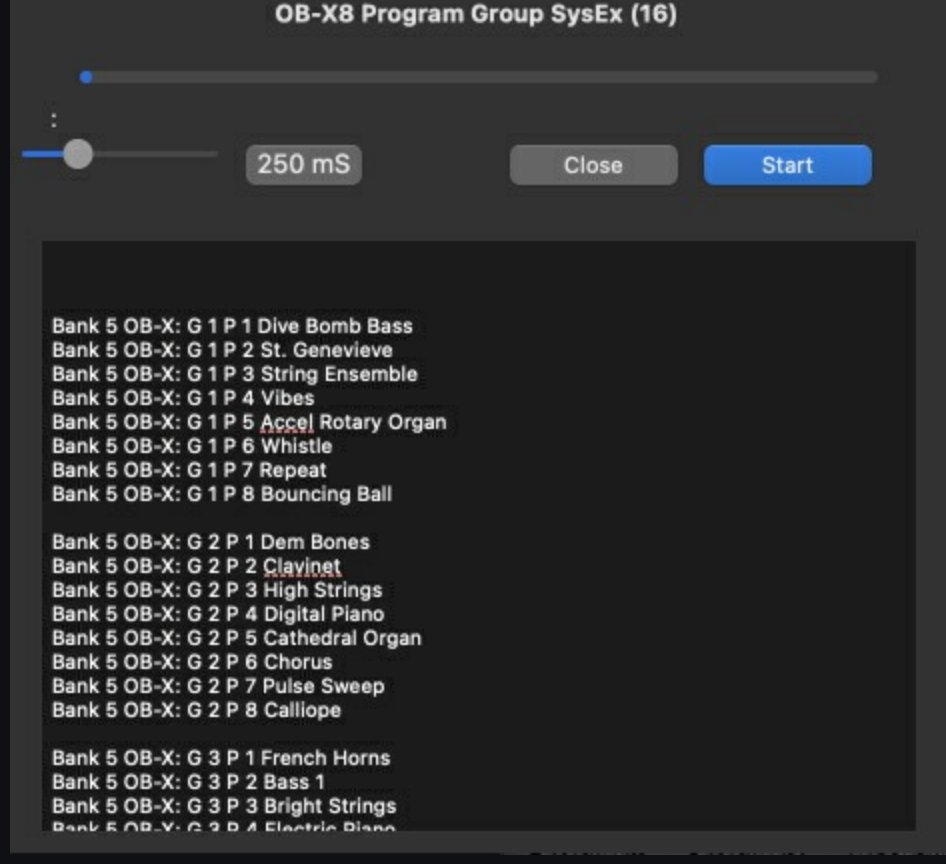 OB-X8 Program Group SysEx (16)
:
250 mS
Close
Start
Bank 5 OB-X: G 1 P 1 Dive Bomb Bass
Bank 5 OB-X: G 1 P 2 St. Genevieve
Bank 5 OB-X: G 1 P 3 String Ensemble
Bank 5 OB-X: G 1 P 4 Vibes
Bank 5 OB-X: G 1 P 5 Accel Rotary Organ
Bank 5 OB-X: G 1 P 6 Whistle
Bank 5 OB-X: G 1 P 7 Repeat
Bank 5 OB-X: G 1 P 8 Bouncing Ball
Bank 5 OB-X: G 2 P 1 Dem Bones
Bank 5 OB-X: G 2 P 2 Clavinet
Bank 5 OB-X: G 2 P 3 High Strings
Bank 5 OB-X: G 2 P 4 Digital Piano
Bank 5 OB-X: G 2 P 5 Cathedral Organ
Bank 5 OB-X: G 2 P 6 Chorus
Bank 5 OB-X: G 2 P 7 Pulse Sweep
Bank 5 OB-X: G 2 P 8 Calliope
Bank 5 OB-X: G 3 P 1 French Horns
Bank 5 OB-X: G 3 P 2 Bass 1
Bank 5 OB-X: G 3 P 3 Bright Strings
Bank 5 OB-X: G 3 P 4 Electric Piano